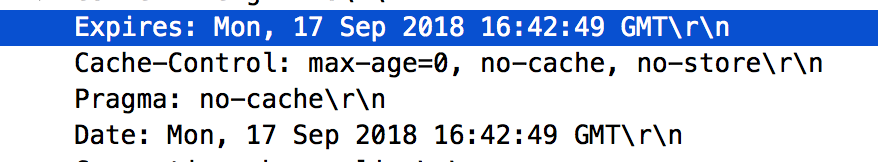 Expires: Mon, 17 Sep 2018 16:42:49 GMT\r\n
Cache-Control: max-age=0, no-cache, no-store\r\n
Pragma: no-cache\r\n
Date: Mon, 17 Sep 2018 16:42:49 GMT\r\n